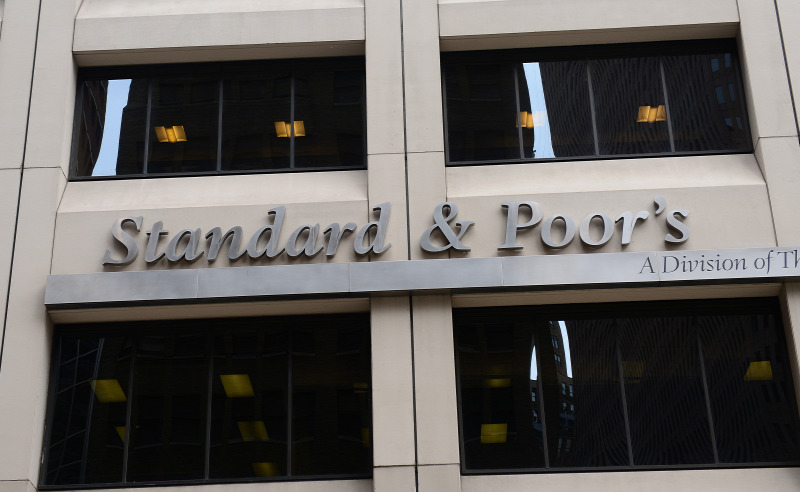 Standard & Poor's
A Division of